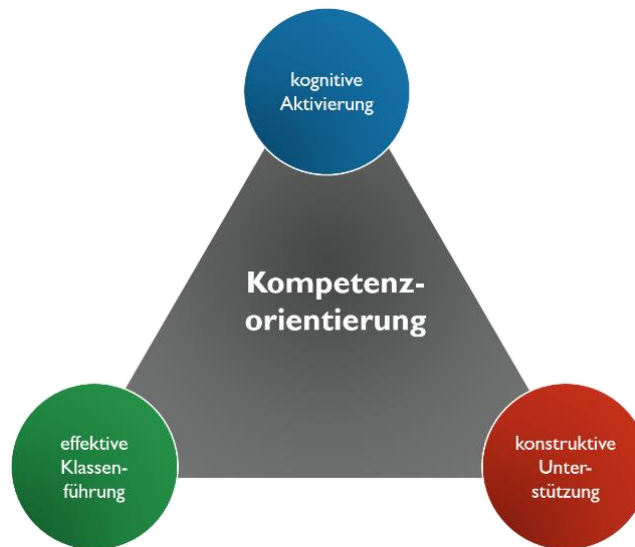 kognitive
Aktivierung
Kompetenz-
orientierung
effektive
Klassen-
führung
konstruktive
Unter-
stützung